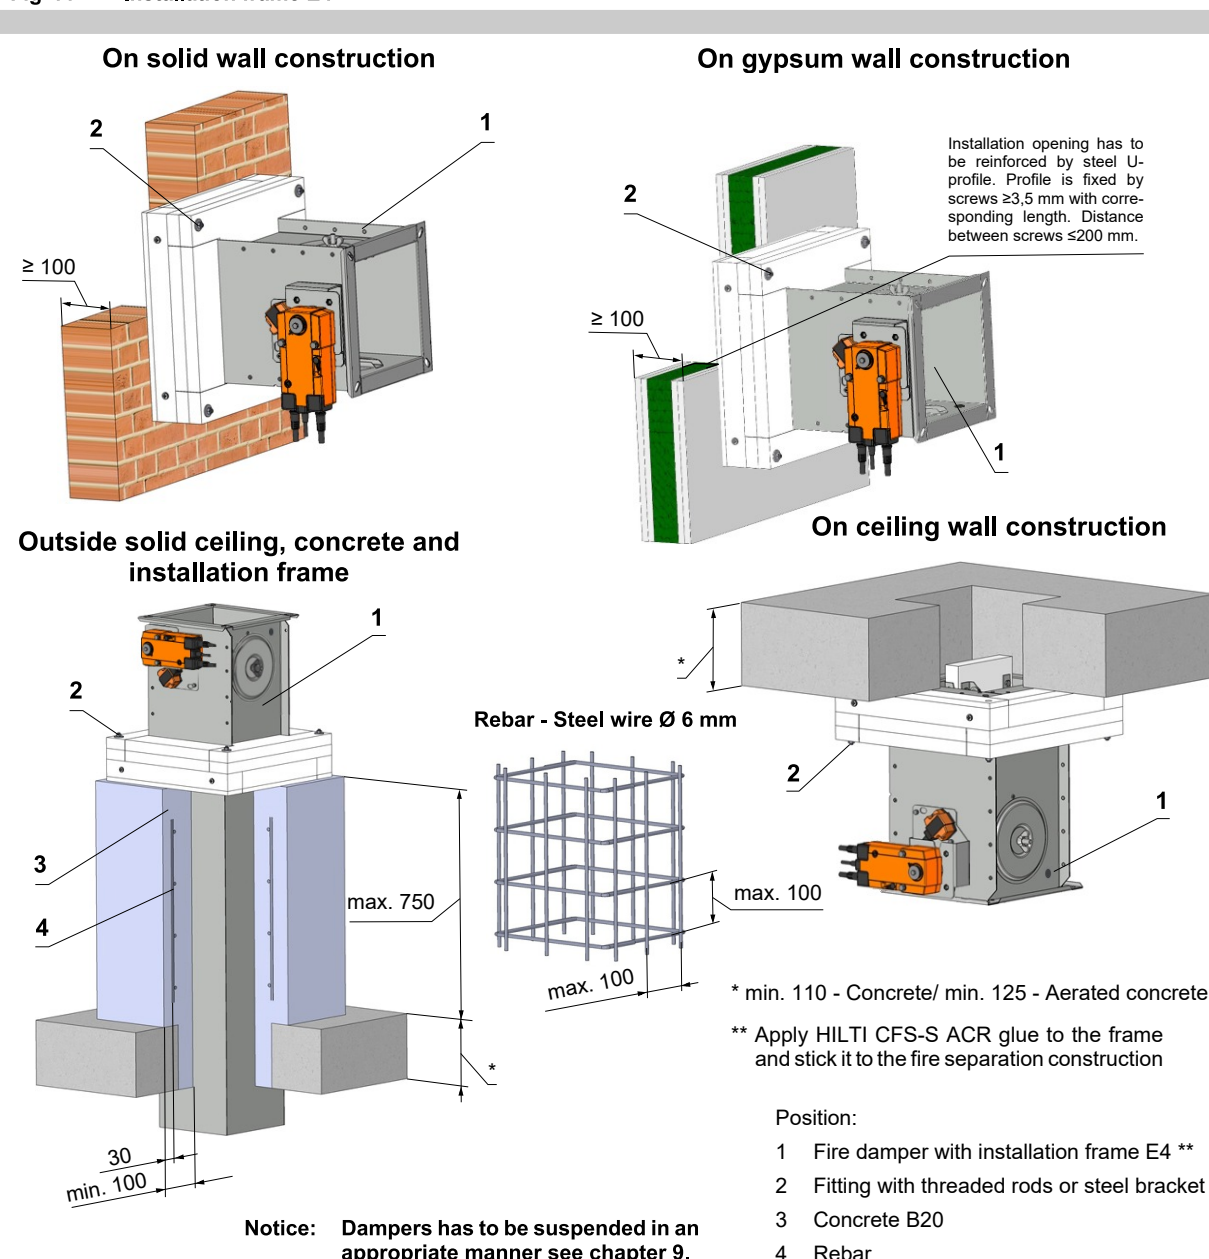 On solid wall construction
2
1
≥ 100
On gypsum wall construction
Installation opening has to
be reinforced by steel U-
profile. Profile is fixed by
screws ≥3,5 mm with corre-
sponding length. Distance
between screws ≤200 mm.
2
≥ 100
1
Outside solid ceiling, concrete and
installation frame
1
2
3
4
max. 750
*
30
min. 100
Rebar - Steel wire Ø 6 mm
max. 100
max. 100
On ceiling wall construction
*
2
1
* min. 110 - Concrete/ min. 125 - Aerated concrete
** Apply HILTI CFS-S ACR glue to the frame
and stick it to the fire separation construction
Position:
1 Fire damper with installation frame E4 **
2 Fitting with threaded rods or steel bracket
3 Concrete B20
4 Rebar
Notice: Dampers has to be suspended in an
appropriate manner see chapter 9.